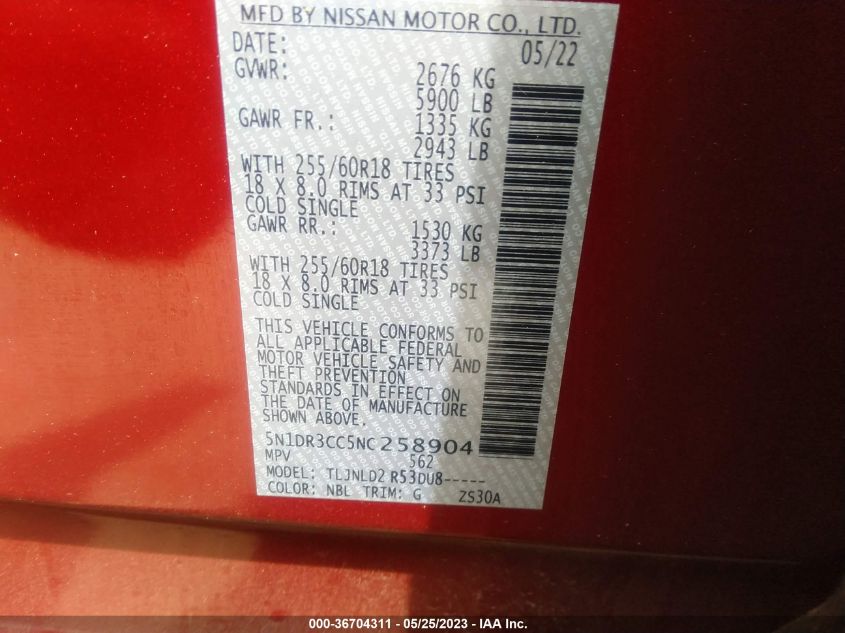 MFD BY NISSAN MOTOR CO., LTD.
DATE: 05/22
GVWR: 2676 KG
5900 LB
GAWR FR.: 1335 KG
2943 LB
WITH 255/60R18 TIRES
18 X 8.0 RIMS AT 33 PSI
COLD SINGLE
GAWR RR.: 1530 KG
3373 LB
WITH 255/60R18 TIRES
18 X 8.0 RIMS AT 33 PSI
COLD SINGLE
THIS VEHICLE CONFORMS TO
ALL APPLICABLE FEDERAL
MOTOR VEHICLE SAFETY AND
THEFT PREVENTION
STANDARDS IN EFFECT ON
THE DATE OF MANUFACTURE
SHOWN ABOVE.
5N1DR3CC5NC258904
MPV 562
MODEL: TLJNLD2 R53DU8-----
COLOR: NBL TRIM: G ZS30A
000-36704311 - 05/25/2023 - IAA Inc.